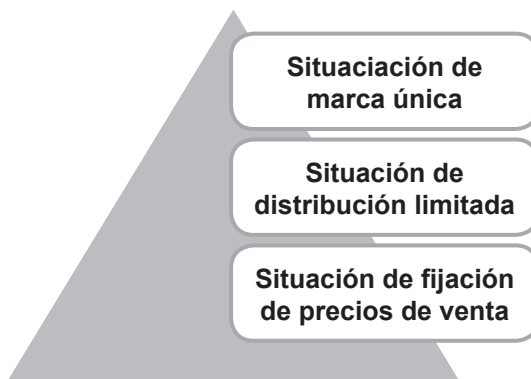 Situaciación de
marca única
Situación de
distribución limitada
Situación de fijación
de precios de venta